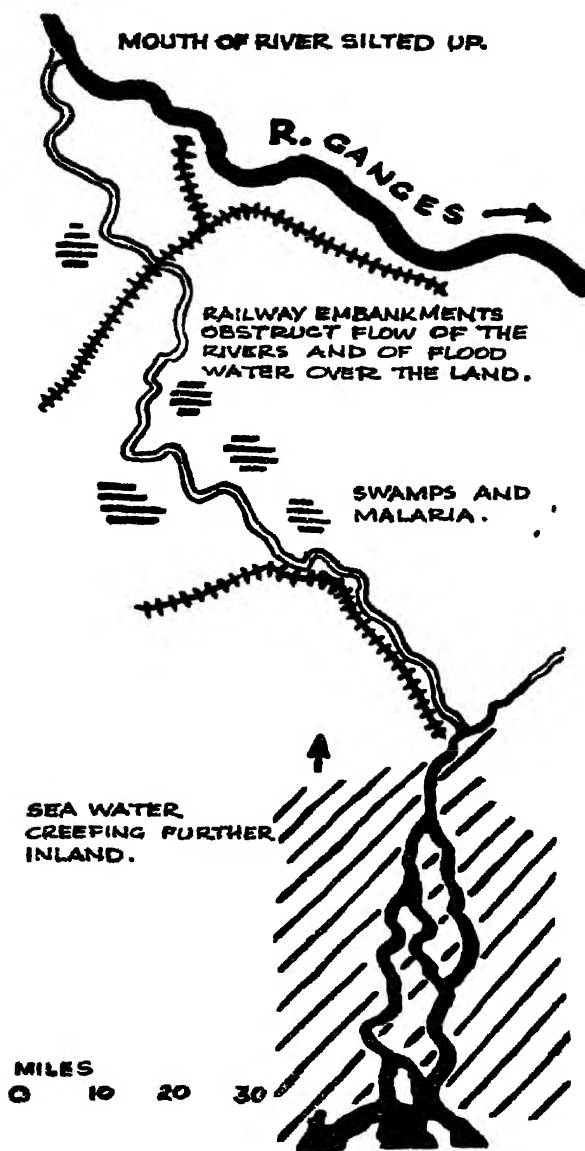 MOUTH OF RIVER SILTED UP.
R. GANGES
RAILWAY EMBANKMENTS
OBSTRUCT FLOW OF THE
RIVERS AND OF FLOOD
WATER OVER THE LAND.
SWAMPS AND
MALARIA.
SEA WATER
CREEPING FURTHER
INLAND.
MILES
0 10 20 30